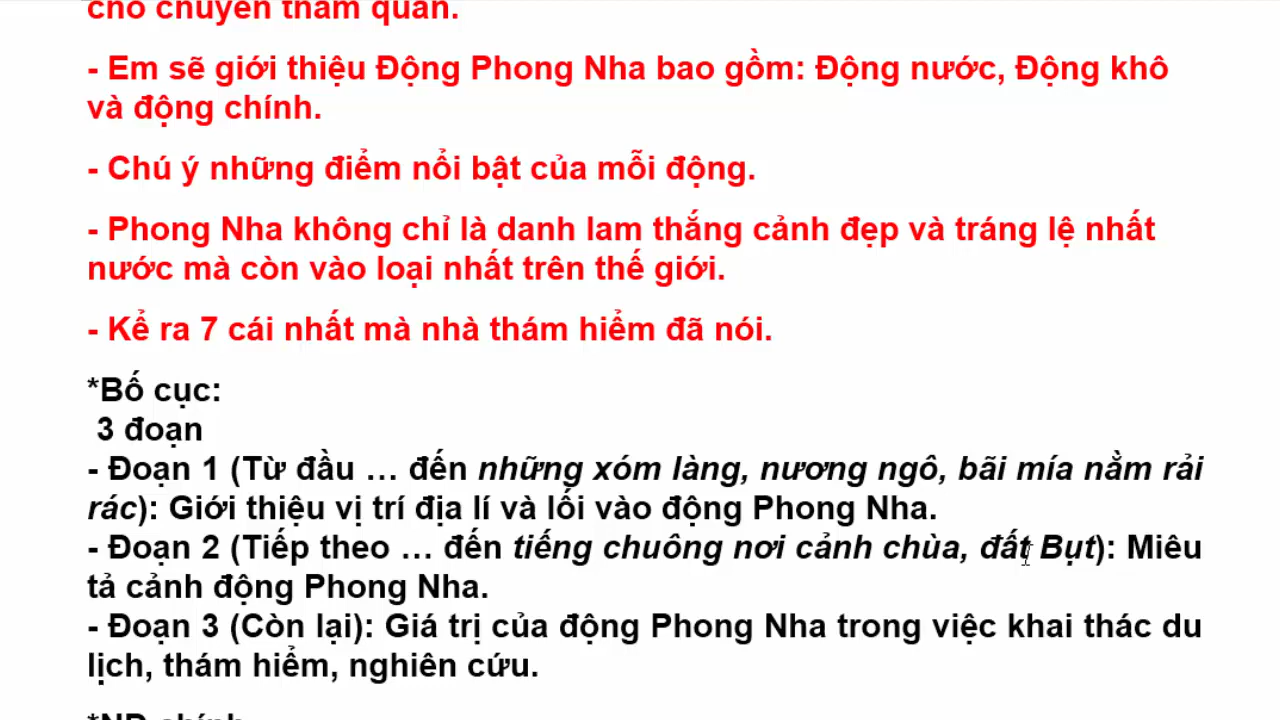 cho chuyến tham quan.
- Em sẽ giới thiệu Động Phong Nha bao gồm: Động nước, Động khô
và động chính.
- Chú ý những điểm nổi bật của mỗi động.
- Phong Nha không chỉ là danh lam thắng cảnh đẹp và tráng lệ nhất
nước mà còn vào loại nhất trên thế giới.
- Kể ra 7 cái nhất mà nhà thám hiểm đã nói.
*Bố cục:
3 đoạn
- Đoạn 1 (Từ đầu … đến những xóm làng, nương ngô, bãi mía nằm rải
rác): Giới thiệu vị trí địa lí và lối vào động Phong Nha.
- Đoạn 2 (Tiếp theo … đến tiếng chuông nơi cảnh chùa, đất Bụt): Miêu
tả cảnh động Phong Nha.
- Đoạn 3 (Còn lại): Giá trị của động Phong Nha trong việc khai thác du
lịch, thám hiểm, nghiên cứu.
*ND chính